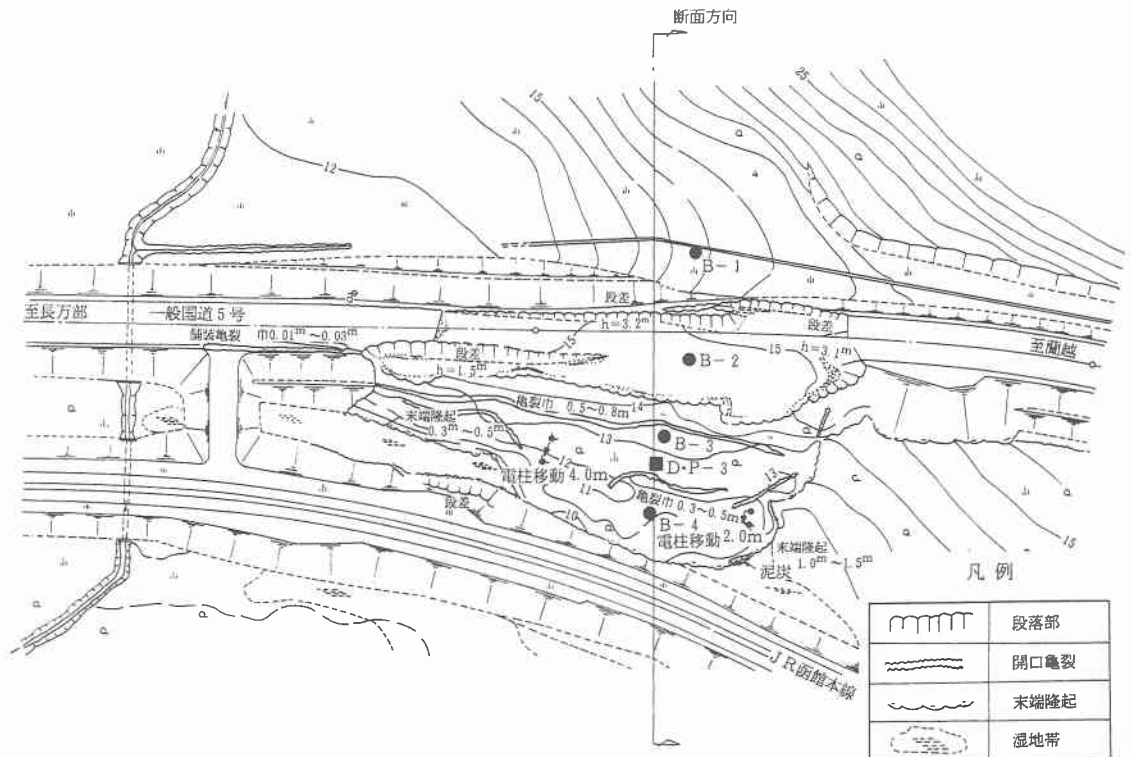 断面方向
25
15
12
B-1
段差
至長万部
一般国道5号
h=3.2m
段差
舗装亀裂 巾0.01m~0.03m
15
段差
h=1.5m
B-2
15
h=3.1m
至蘭越
亀裂巾 0.5~0.8m
14
末端隆起
0.3m~0.5m
13
B-3
12
電柱移動4.0m
D・P-3
11
13
亀裂巾 0.3~0.5m
段差
10
B-4
電柱移動2.0m
末端隆起
1.0m~1.5m
泥炭
15
JR函館本線
凡例
段落部
開口亀裂
末端隆起
湿地帯